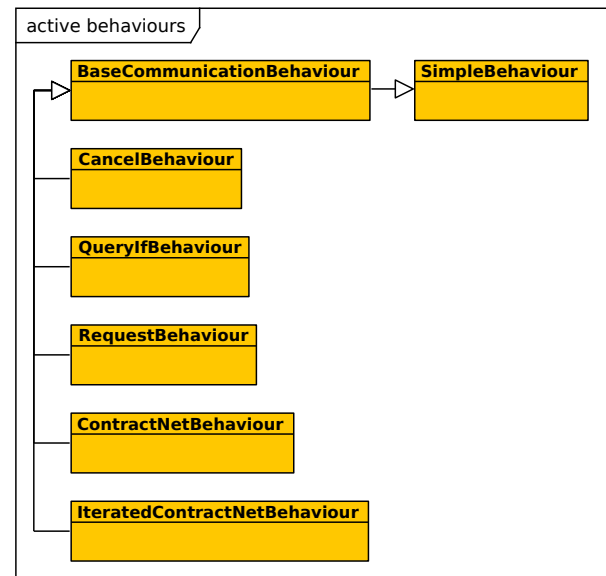 active behaviours
BaseCommunicationBehaviour
SimpleBehaviour
CancelBehaviour
QueryIfBehaviour
RequestBehaviour
ContractNetBehaviour
IteratedContractNetBehaviour